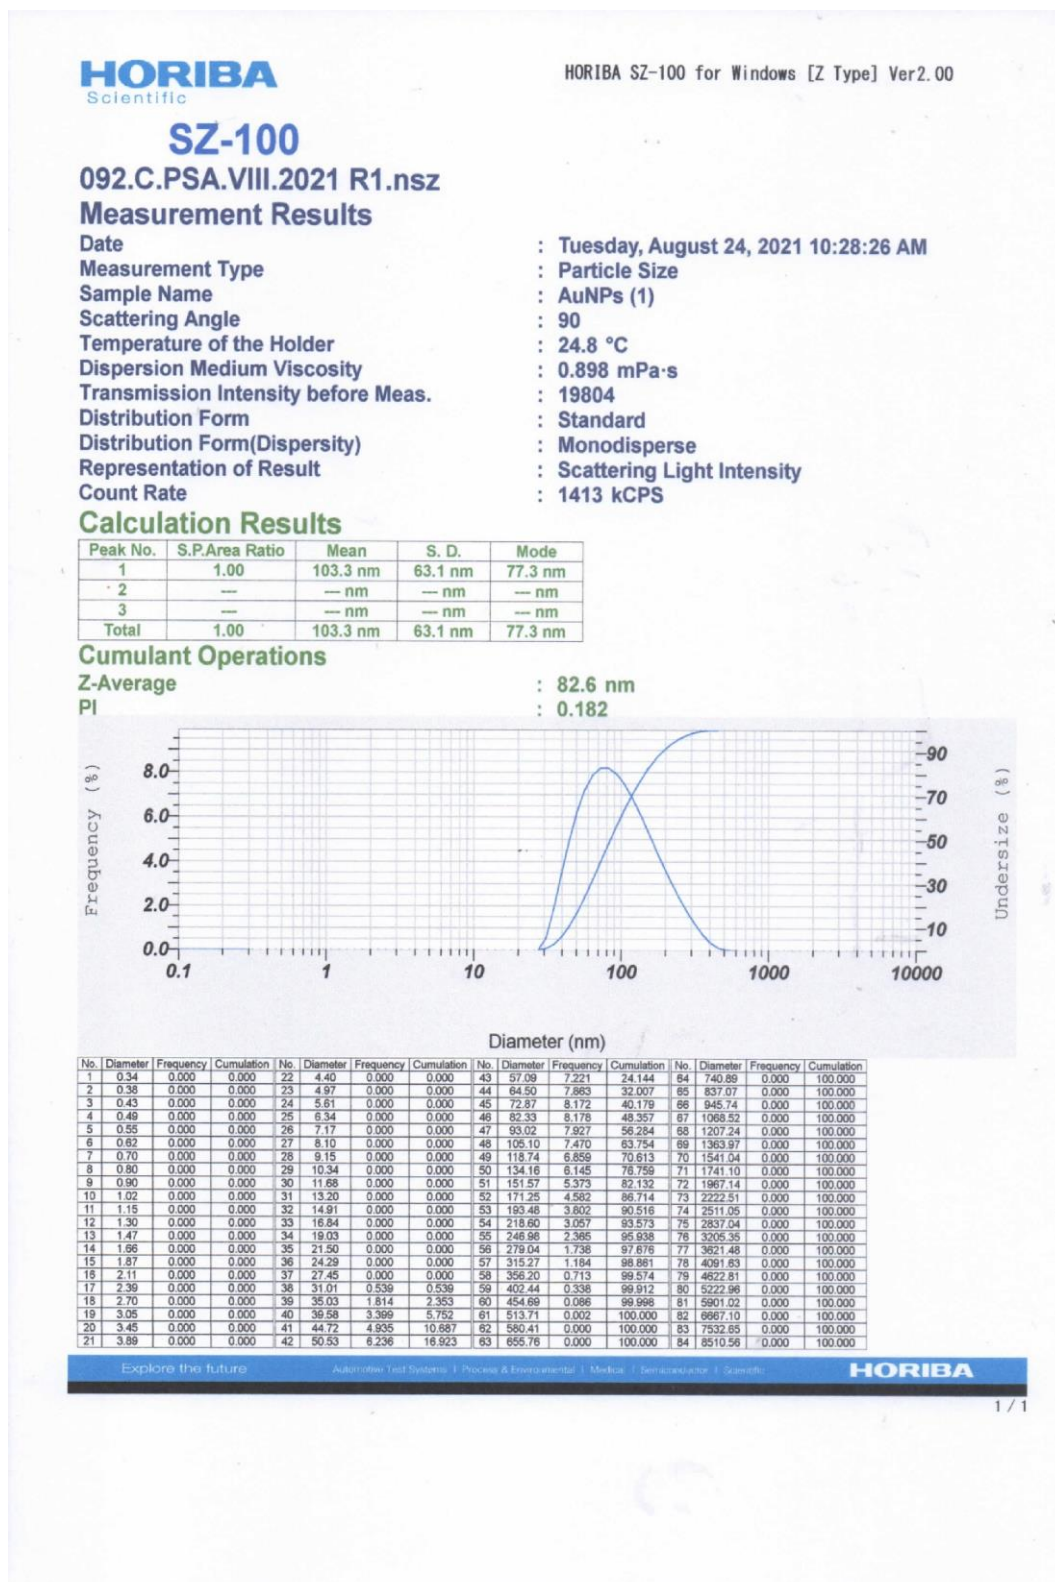 HORIBA
Scientific
HORIBA SZ-100 for Windows [Z Type] Ver2.00
SZ-100
092.C.PSA.VIII.2021 R1.nsz
Measurement Results
Date : Tuesday, August 24, 2021 10:28:26 AM
Measurement Type : Particle Size
Sample Name : AuNPs (1)
Scattering Angle : 90
Temperature of the Holder : 24.8 °C
Dispersion Medium Viscosity : 0.898 mPa·s
Transmission Intensity before Meas. : 19804
Distribution Form : Standard
Distribution Form(Dispersity) : Monodisperse
Representation of Result : Scattering Light Intensity
Count Rate : 1413 kCPS
Calculation Results
Peak No. S.P.Area Ratio Mean S. D. Mode
1 1.00 103.3 nm 63.1 nm 77.3 nm
2 --- --- nm --- nm --- nm
3 --- --- nm --- nm --- nm
Total 1.00 103.3 nm 63.1 nm 77.3 nm
Cumulant Operations
Z-Average : 82.6 nm
PI : 0.182
Frequency (%)
8.0
6.0
4.0
2.0
0.0
90
70
50
30
10
Undersize (%)
0.1 1 10 100 1000 10000
Diameter (nm)
No. Diameter Frequency Cumulation No. Diameter Frequency Cumulation No. Diameter Frequency Cumulation No. Diameter Frequency Cumulation
1 0.34 0.000 0.000 22 4.40 0.000 0.000 43 57.09 7.221 24.144 64 740.89 0.000 100.000
2 0.38 0.000 0.000 23 4.97 0.000 0.000 44 64.50 7.863 32.007 65 837.07 0.000 100.000
3 0.43 0.000 0.000 24 5.61 0.000 0.000 45 72.87 8.172 40.179 66 945.74 0.000 100.000
4 0.49 0.000 0.000 25 6.34 0.000 0.000 46 82.33 8.178 48.357 67 1068.52 0.000 100.000
5 0.55 0.000 0.000 26 7.17 0.000 0.000 47 93.02 7.927 56.284 68 1207.24 0.000 100.000
6 0.62 0.000 0.000 27 8.10 0.000 0.000 48 105.10 7.470 63.754 69 1363.97 0.000 100.000
7 0.70 0.000 0.000 28 9.15 0.000 0.000 49 118.74 6.859 70.613 70 1541.04 0.000 100.000
8 0.80 0.000 0.000 29 10.34 0.000 0.000 50 134.16 6.145 76.759 71 1741.10 0.000 100.000
9 0.90 0.000 0.000 30 11.68 0.000 0.000 51 151.57 5.373 82.132 72 1967.14 0.000 100.000
10 1.02 0.000 0.000 31 13.20 0.000 0.000 52 171.25 4.582 86.714 73 2222.51 0.000 100.000
11 1.15 0.000 0.000 32 14.91 0.000 0.000 53 193.48 3.802 90.516 74 2511.05 0.000 100.000
12 1.30 0.000 0.000 33 16.84 0.000 0.000 54 218.60 3.057 93.573 75 2837.04 0.000 100.000
13 1.47 0.000 0.000 34 19.03 0.000 0.000 55 246.98 2.365 95.938 76 3205.35 0.000 100.000
14 1.66 0.000 0.000 35 21.50 0.000 0.000 56 279.04 1.738 97.676 77 3621.48 0.000 100.000
15 1.87 0.000 0.000 36 24.29 0.000 0.000 57 315.27 1.184 98.861 78 4091.63 0.000 100.000
16 2.11 0.000 0.000 37 27.45 0.000 0.000 58 356.20 0.713 99.574 79 4622.81 0.000 100.000
17 2.39 0.000 0.000 38 31.01 0.539 0.539 59 402.44 0.338 99.912 80 5222.96 0.000 100.000
18 2.70 0.000 0.000 39 35.03 1.814 2.353 60 454.69 0.086 99.998 81 5901.02 0.000 100.000
19 3.05 0.000 0.000 40 39.58 3.399 5.752 61 513.71 0.002 100.000 82 6667.10 0.000 100.000
20 3.45 0.000 0.000 41 44.72 4.935 10.687 62 580.41 0.000 100.000 83 7532.65 0.000 100.000
21 3.89 0.000 0.000 42 50.53 6.236 16.923 63 655.76 0.000 100.000 84 8510.56 0.000 100.000
Explore the future Automotive Test Systems | Process & Environmental | Medical | Semiconductor | Scientific HORIBA
1 / 1